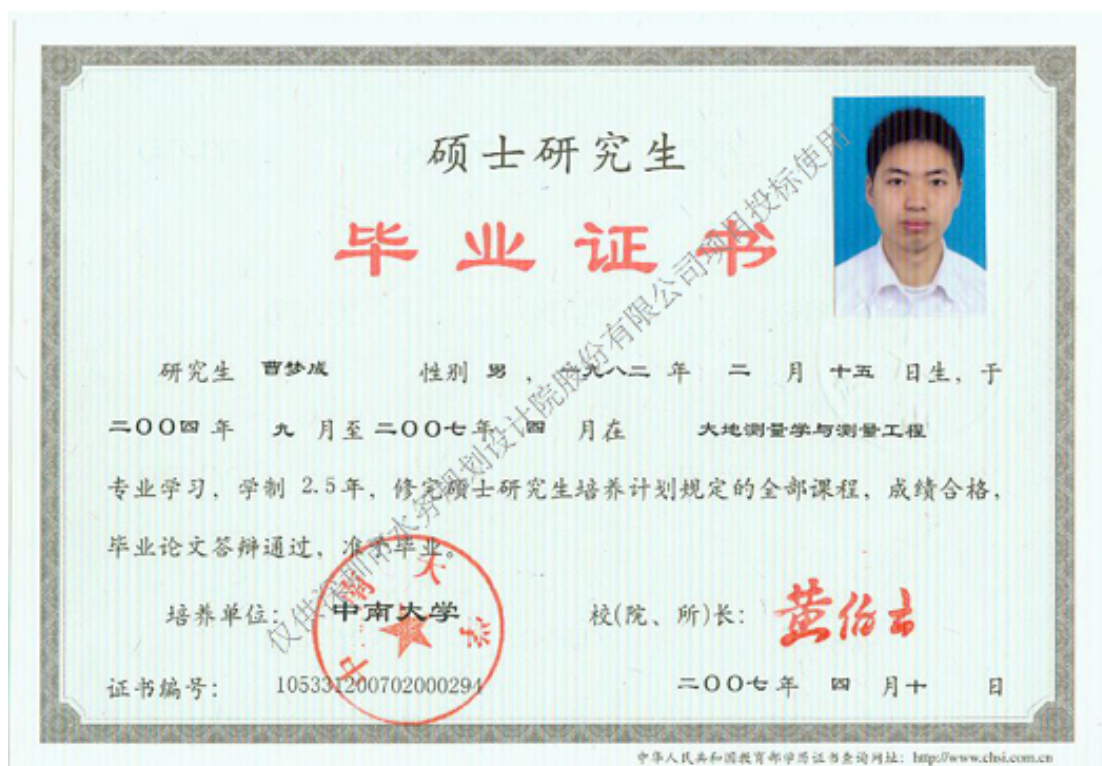 硕士研究生
毕业证书
研究生 曹梦成 性别 男 , 一九八二 年 二 月 十五 日生, 于
二〇〇四 年 九 月至 二〇〇七 年 四 月在 大地测量学与测量工程
专业学习, 学制 2.5年, 修完硕士研究生培养计划规定的全部课程, 成绩合格,
毕业论文答辩通过, 准予毕业。
培养单位: 中南大学
校(院、所)长: 黄伯云
证书编号: 105331200702000294
二〇〇七 年 四 月 十 日
中南大学
仅供深圳市水务规划设计院股份有限公司项目投标使用
中华人民共和国教育部学历证书查询网址: http://www.chsi.com.cn